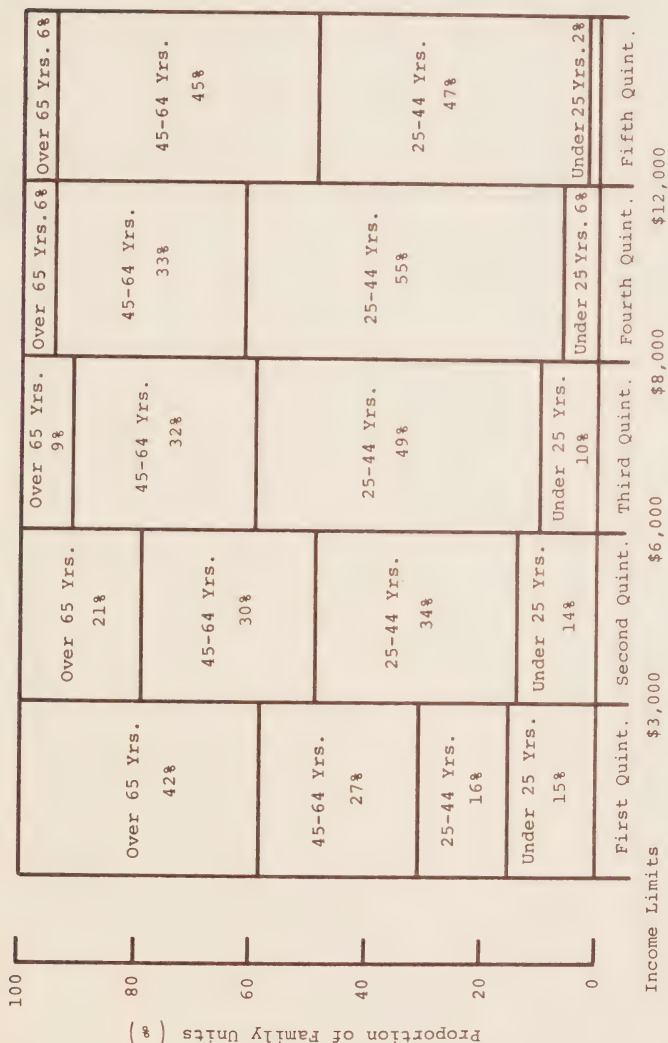 Proportion of Family Units (%)
100
80
60
40
20
0
Over 65 Yrs.
42%
45-64 Yrs.
27%
25-44 Yrs.
16%
Under 25 Yrs.
15%
First Quint.
Over 65 Yrs.
21%
45-64 Yrs.
30%
25-44 Yrs.
34%
Under 25 Yrs.
14%
Second Quint.
Over 65 Yrs.
9%
45-64 Yrs.
32%
25-44 Yrs.
49%
Under 25 Yrs.
10%
Third Quint.
Over 65 Yrs. 6%
45-64 Yrs.
33%
25-44 Yrs.
55%
Under 25 Yrs. 6%
Fourth Quint.
Over 65 Yrs. 6%
45-64 Yrs.
45%
25-44 Yrs.
47%
Under 25 Yrs. 2%
Fifth Quint.
Income Limits $3,000 $6,000 $8,000 $12,000